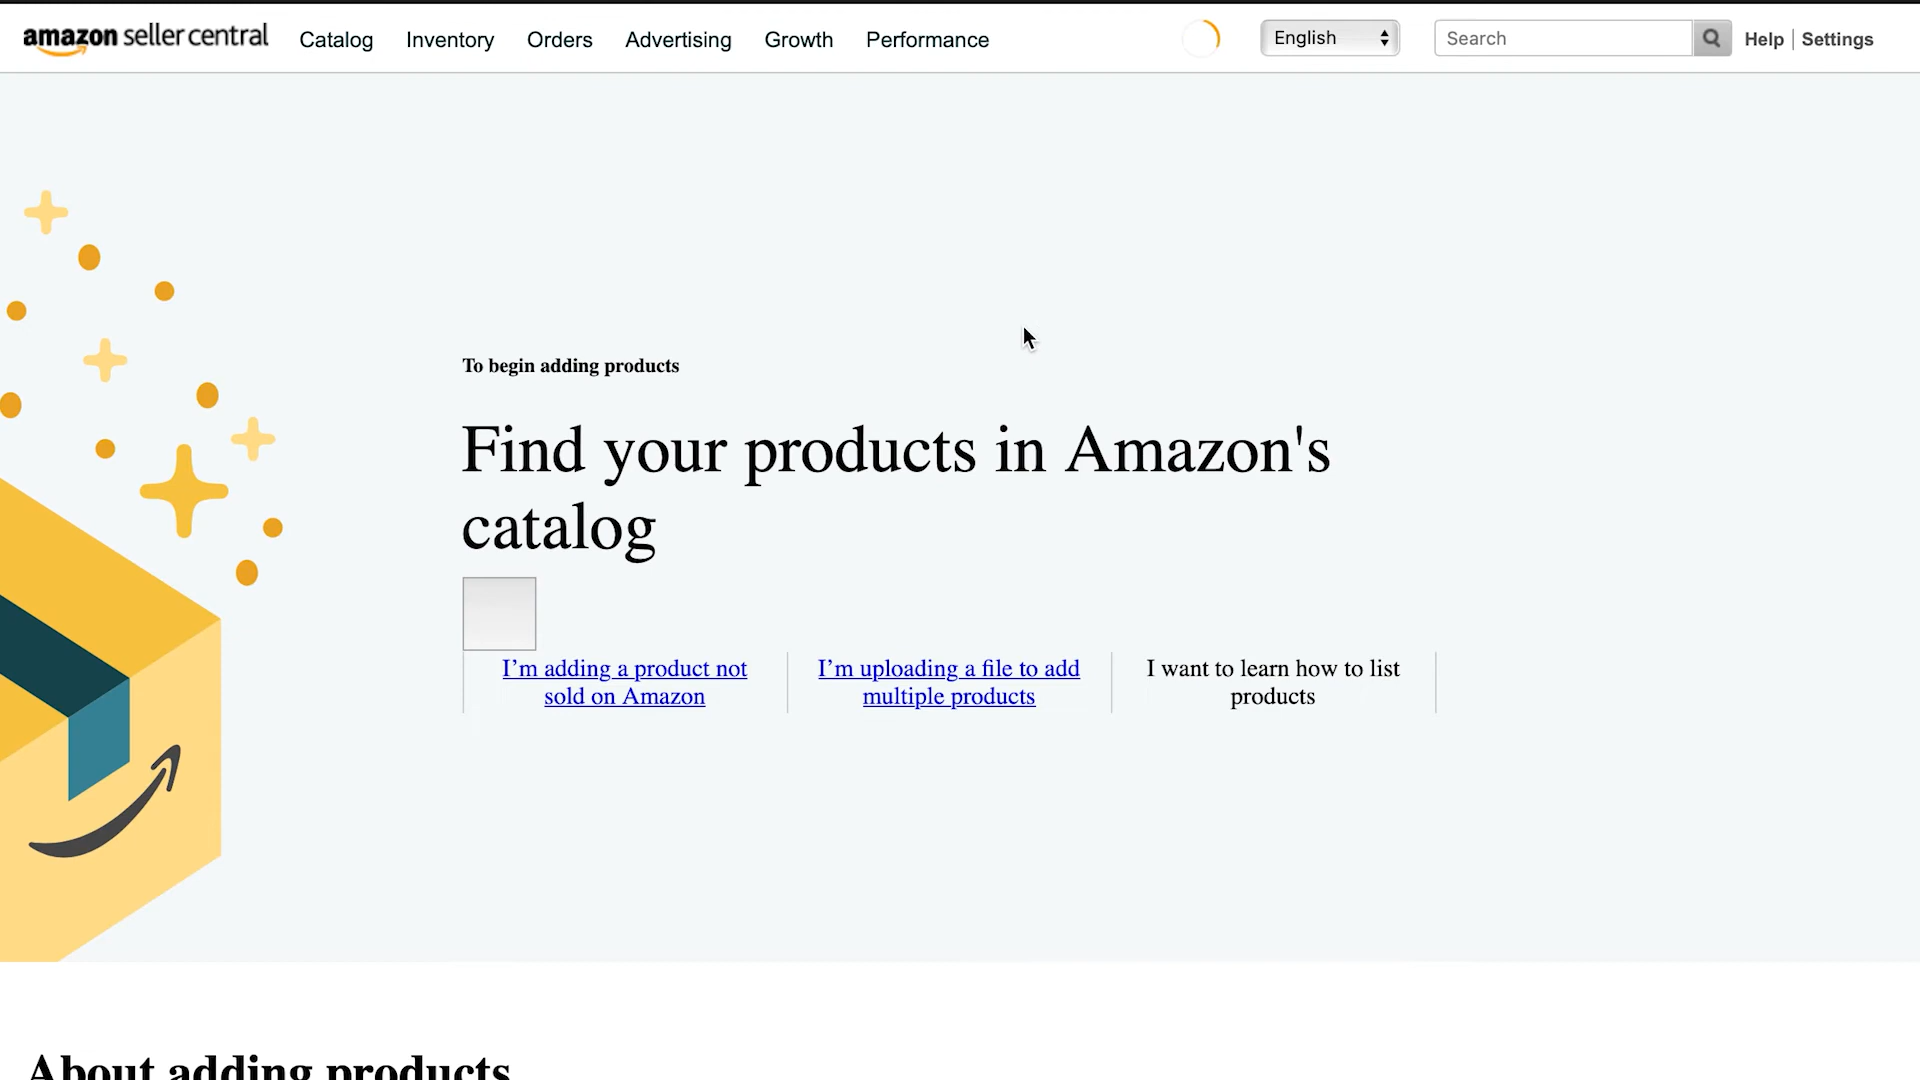 amazon seller central Catalog Inventory Orders Advertising Growth Performance English Search Help Settings
To begin adding products
Find your products in Amazon's
catalog
I’m adding a product not
sold on Amazon
I’m uploading a file to add
multiple products
I want to learn how to list
products
About adding products